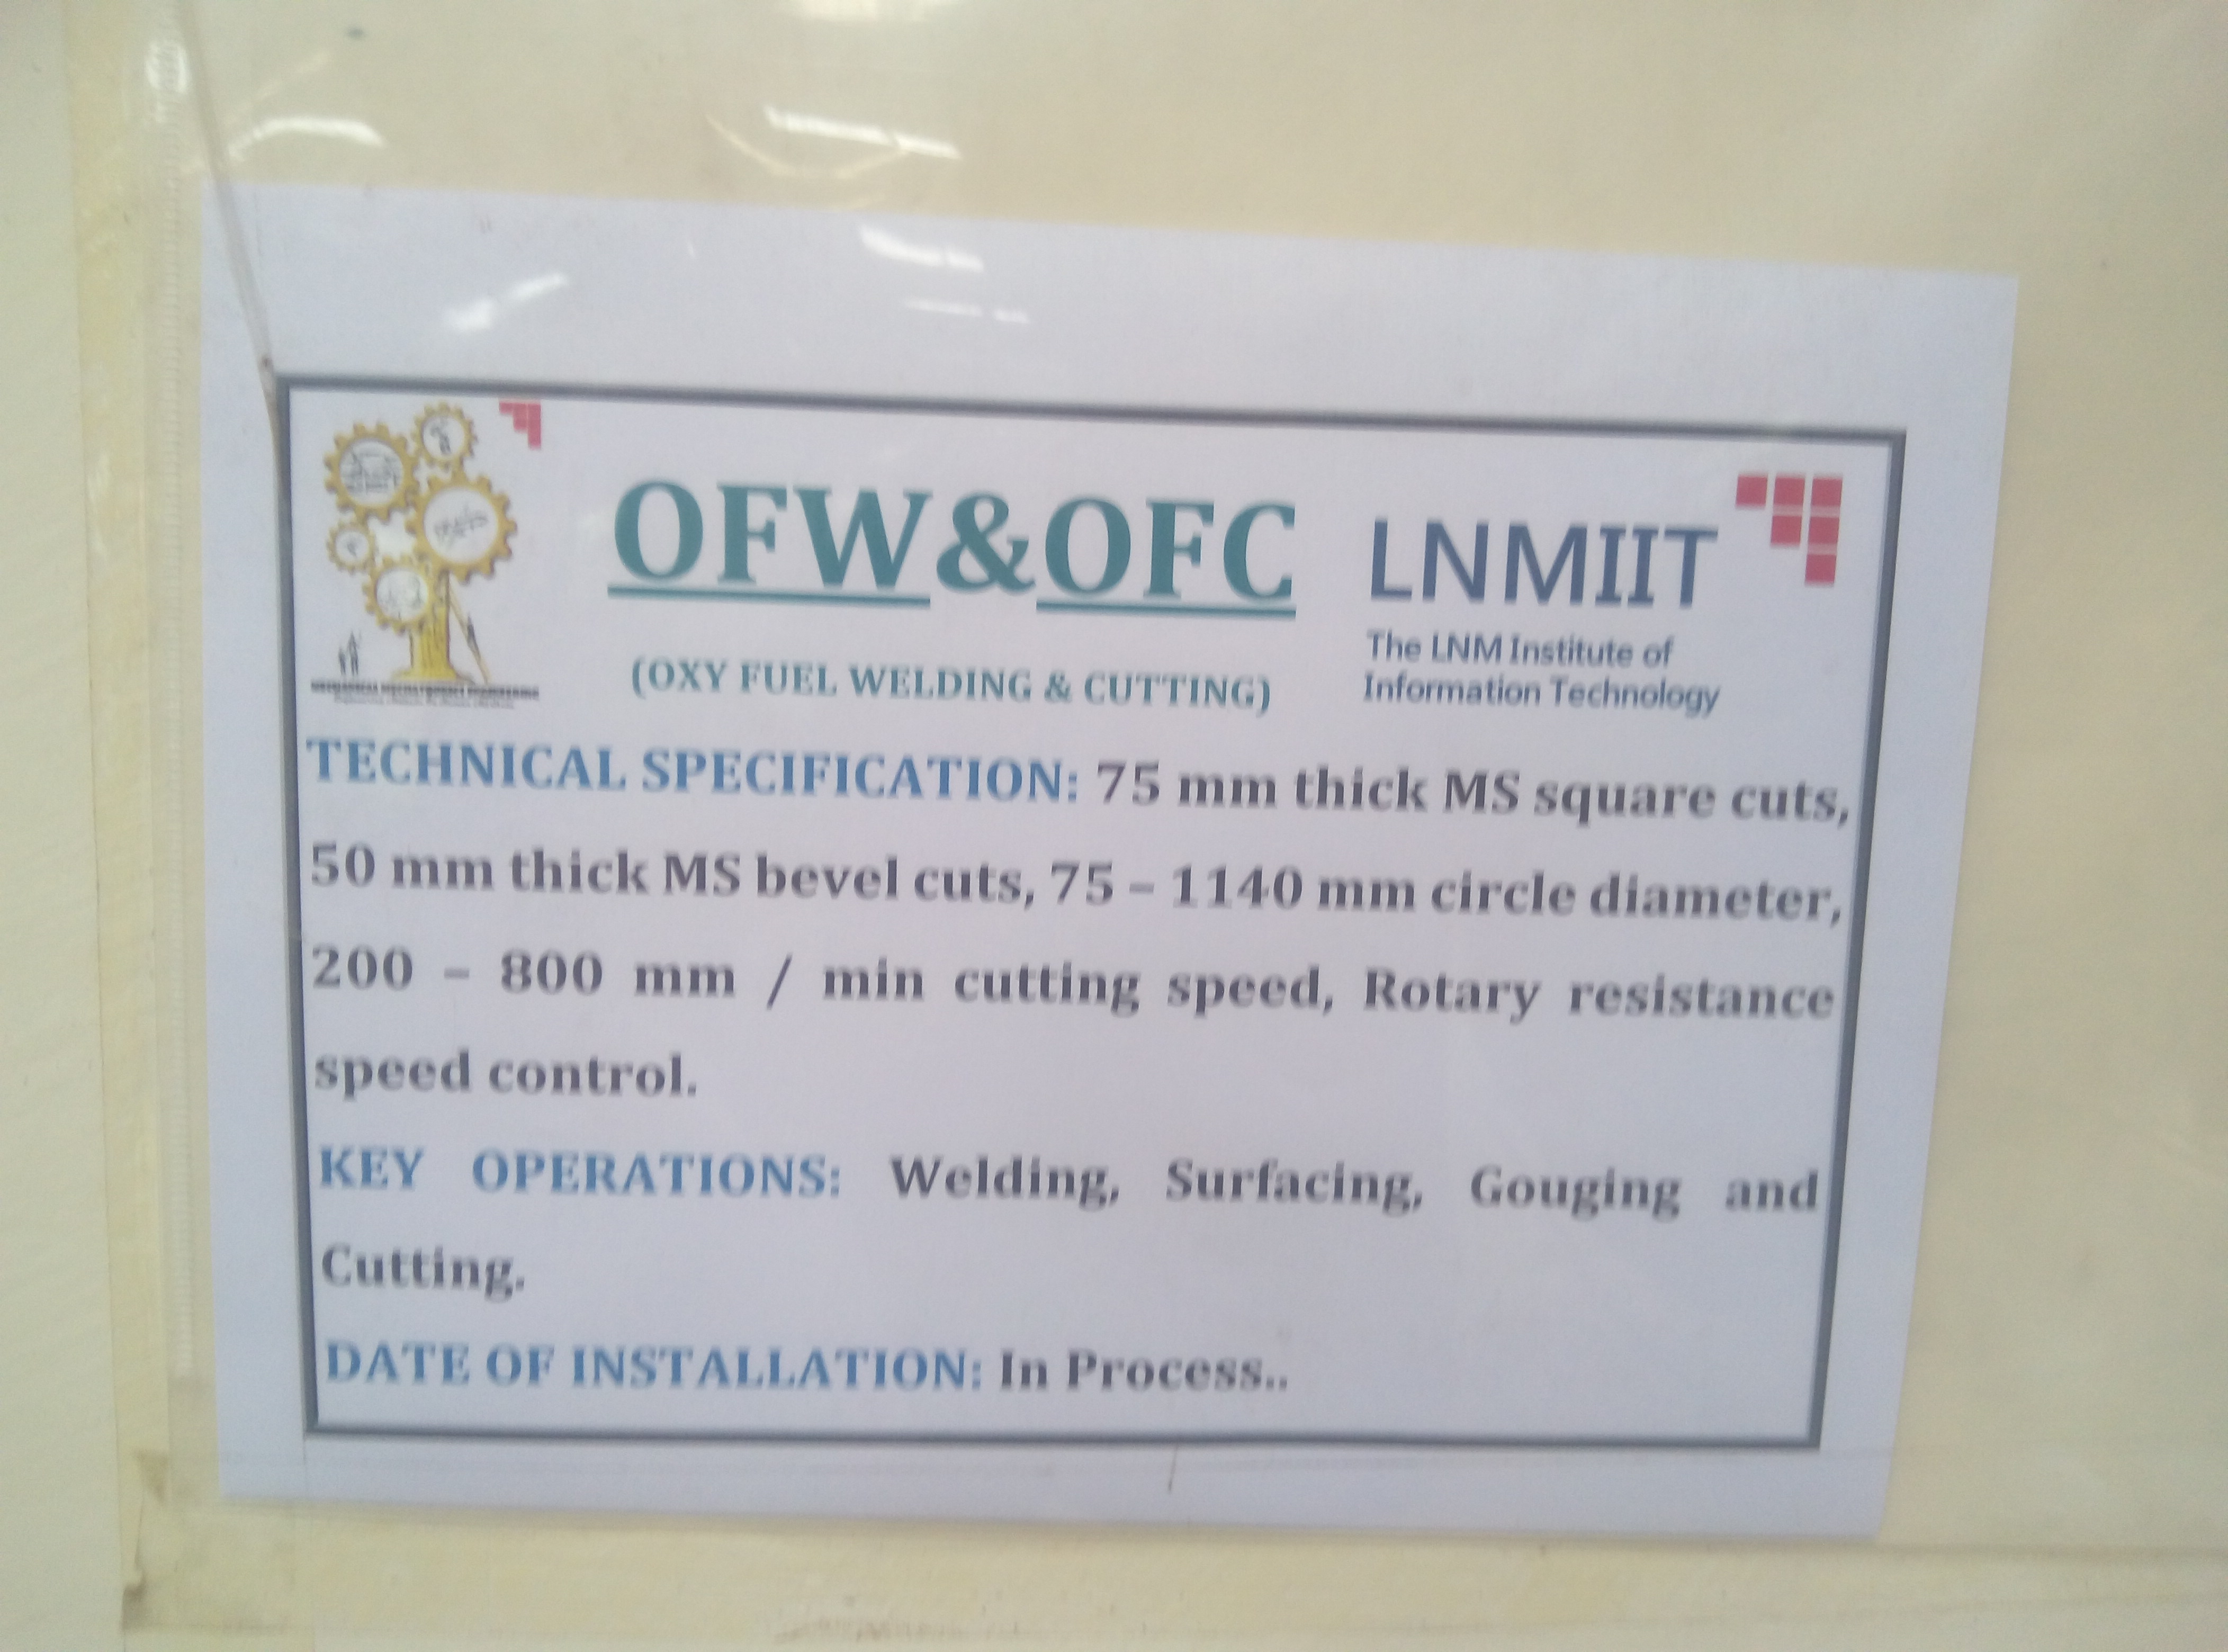 OFW&OFC
(OXY FUEL WELDING & CUTTING)
LNMIIT
The LNM Institute of
Information Technology
TECHNICAL SPECIFICATION: 75 mm thick MS square cuts,
50 mm thick MS bevel cuts, 75 – 1140 mm circle diameter,
200 – 800 mm / min cutting speed, Rotary resistance
speed control.
KEY OPERATIONS: Welding, Surfacing, Gouging and
Cutting.
DATE OF INSTALLATION: In Process..